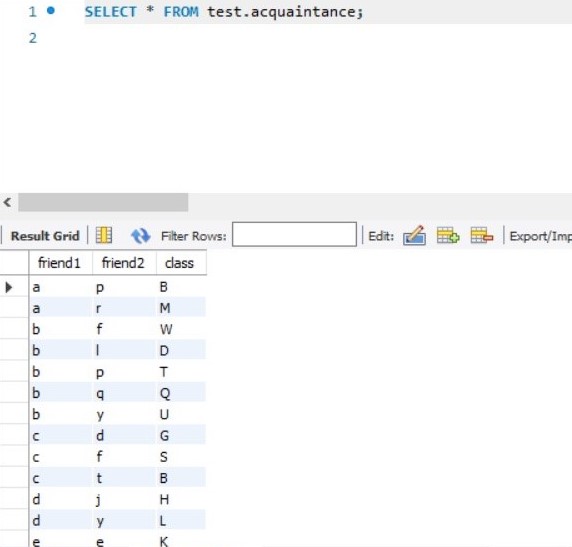 1 SELECT * FROM test.acquaintance;
2
Result Grid Filter Rows: Edit: Export/Imp
friend1 friend2 class
a p B
a r M
b f W
b l D
b p T
b q Q
b y U
c d G
c f S
c t B
d j H
d y L
e e K